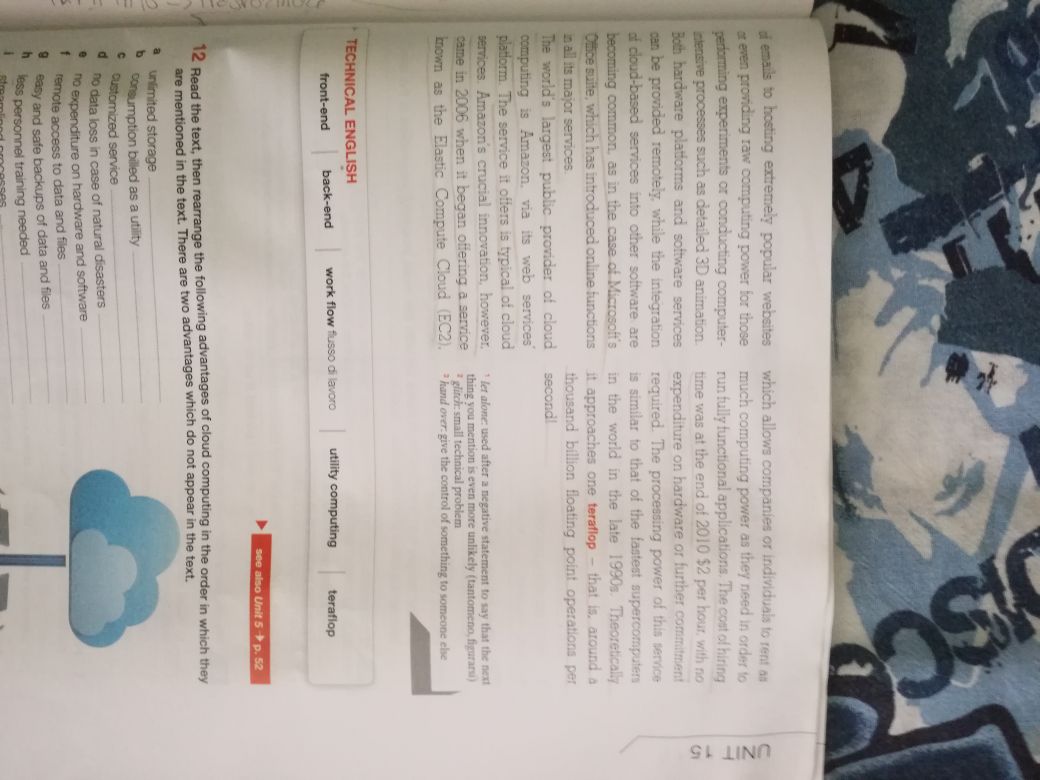 UNIT 15
of emails to hosting extremely popular websites
or even providing raw computing power for those
performing experiments or conducting computer-
intensive processes such as detailed 3D animation.
Both hardware platforms and software services
can be provided remotely, while the integration
of cloud-based services into other software are
becoming common, as in the case of Microsoft's
Office suite, which has introduced online functions
in all its major services.
The world's largest public provider of cloud
computing is Amazon, via its web services'
platform. The service it offers is typical of cloud
services. Amazon's crucial innovation, however,
came in 2006 when it began offering a service
known as the Elastic Compute Cloud (EC2),
which allows companies or individuals to rent as
much computing power as they need in order to
run fully functional applications. The cost of hiring
time was at the end of 2010 $2 per hour, with no
expenditure on hardware or further commitment
required. The processing power of this service
is similar to that of the fastest supercomputers
in the world in the late 1990s. Theoretically
it approaches one teraflop – that is, around a
thousand billion floating point operations per
second!
1 let alone: used after a negative statement to say that the next
thing you mention is even more unlikely (tantomeno, figurarsi)
2 glitch: small technical problem
3 hand over: give the control of something to someone else
TECHNICAL ENGLISH
front-end back-end work flow flusso di lavoro utility computing teraflop
see also Unit 5 → p. 52
12 Read the text, then rearrange the following advantages of cloud computing in the order in which they
are mentioned in the text. There are two advantages which do not appear in the text.
a unlimited storage
b consumption billed as a utility
c customized service
d no data loss in case of natural disasters
e no expenditure on hardware and software
f remote access to data and files
g easy and safe backups of data and files
h less personnel training needed
i streamlined processes